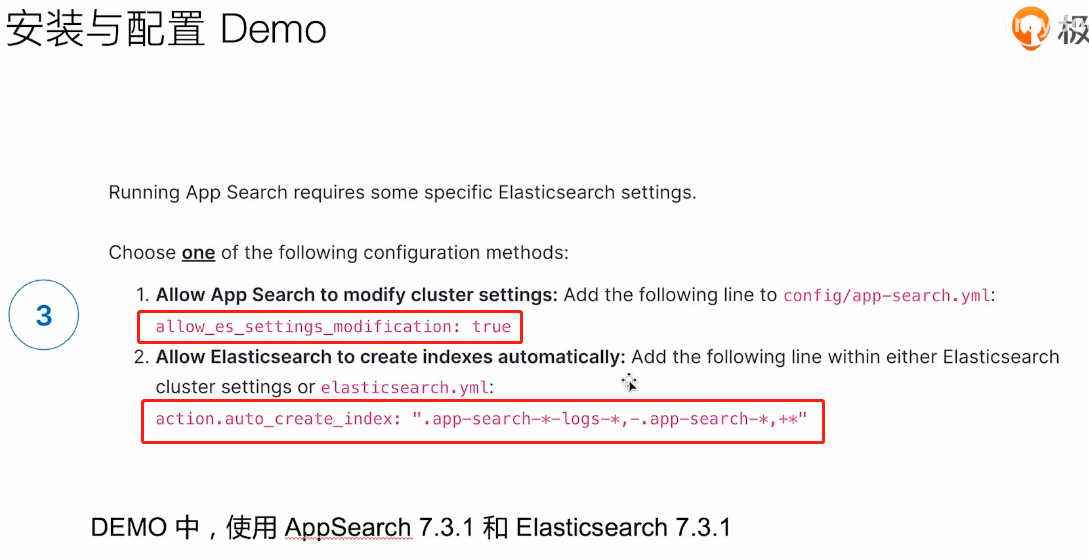 安装与配置 Demo
极
Running App Search requires some specific Elasticsearch settings.
Choose one of the following configuration methods:
3
1. Allow App Search to modify cluster settings: Add the following line to config/app-search.yml:
allow_es_settings_modification: true
2. Allow Elasticsearch to create indexes automatically: Add the following line within either Elasticsearch
cluster settings or elasticsearch.yml:
action.auto_create_index: ".app-search-*-logs-*,-.app-search-*,+*"
DEMO 中，使用 AppSearch 7.3.1 和 Elasticsearch 7.3.1